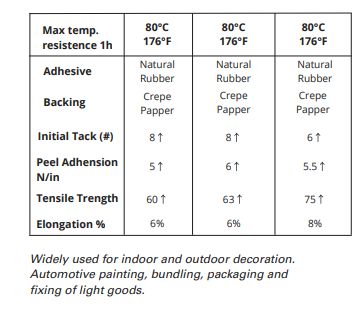 Max temp. resistence 1h 80°C 176°F 80°C 176°F 80°C 176°F
Adhesive Natural Rubber Natural Rubber Natural Rubber
Backing Crepe Papper Crepe Papper Crepe Papper
Initial Tack (#) 8↑ 8↑ 6↑
Peel Adhension N/in 5↑ 6↑ 5.5↑
Tensile Trength 60↑ 63↑ 75↑
Elongation % 6% 6% 8%
Widely used for indoor and outdoor decoration.
Automotive painting, bundling, packaging and
fixing of light goods.